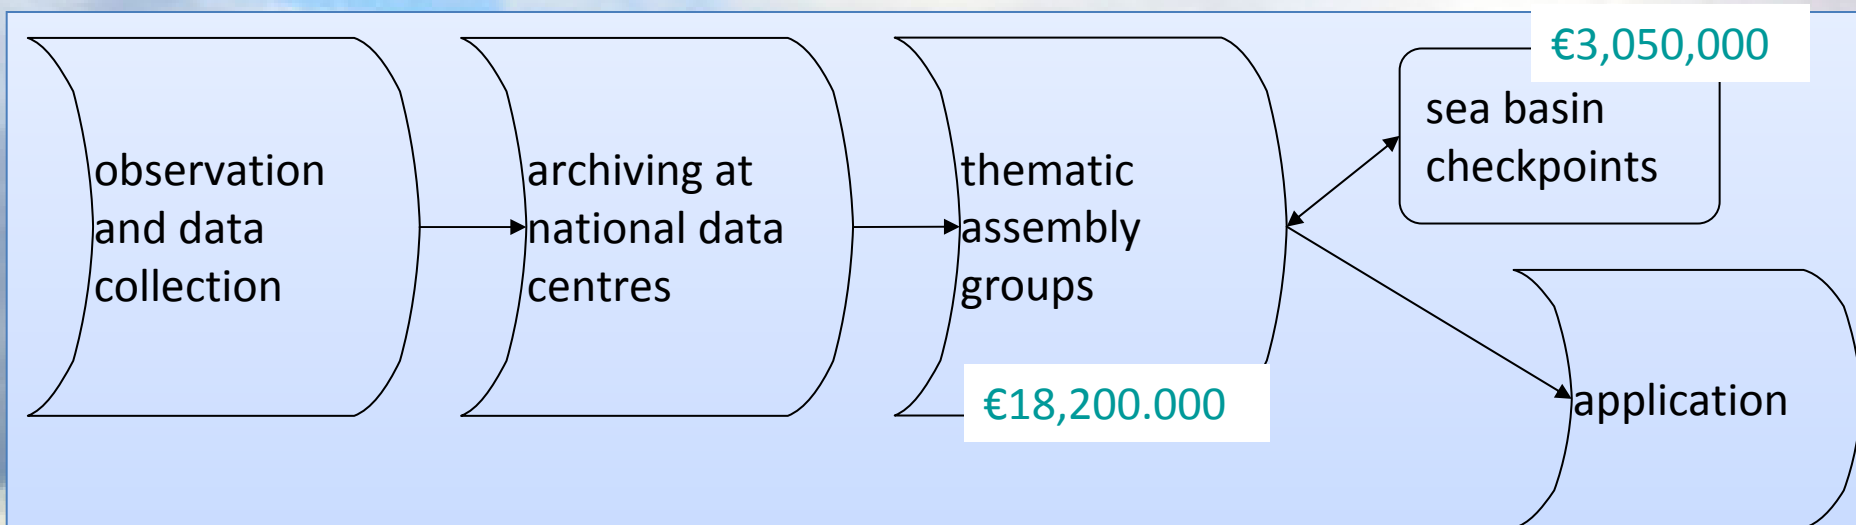 observation
and data
collection
archiving at
national data
centres
thematic
assembly
groups
€18,200.000
€3,050,000
sea basin
checkpoints
application